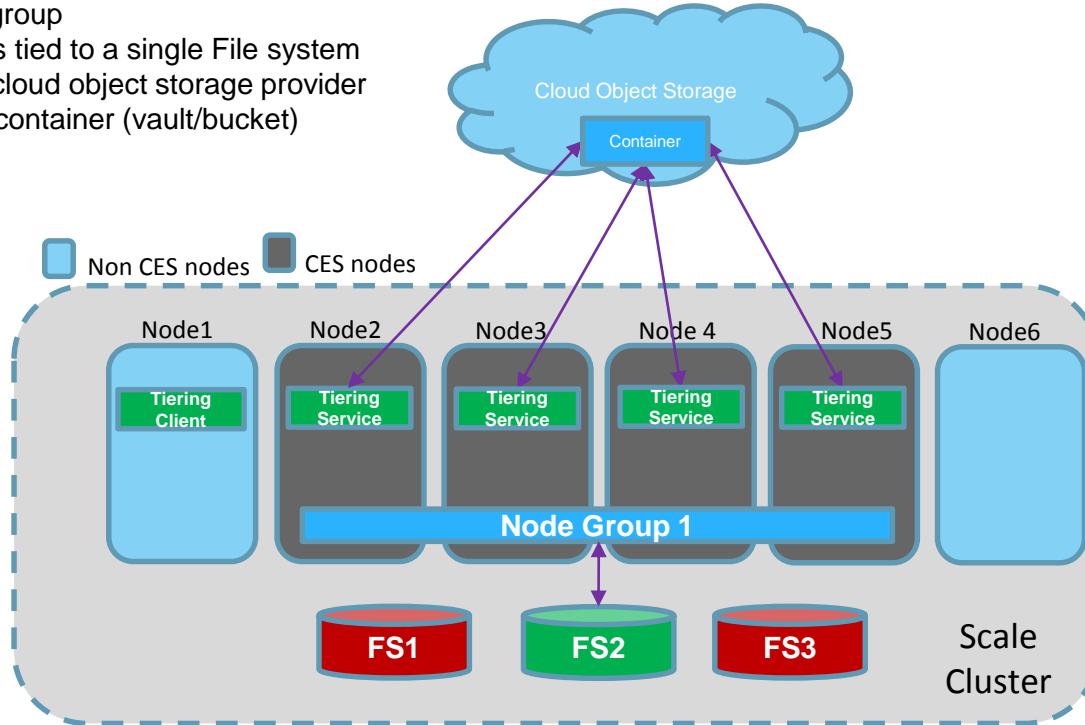 group
s tied to a single File system
cloud object storage provider
container (vault/bucket)
Cloud Object Storage
Container
Non CES nodes
CES nodes
Node1
Node2
Node3
Node 4
Node5
Node6
Tiering
Client
Tiering
Service
Tiering
Service
Tiering
Service
Tiering
Service
Node Group 1
FS1
FS2
FS3
Scale
Cluster